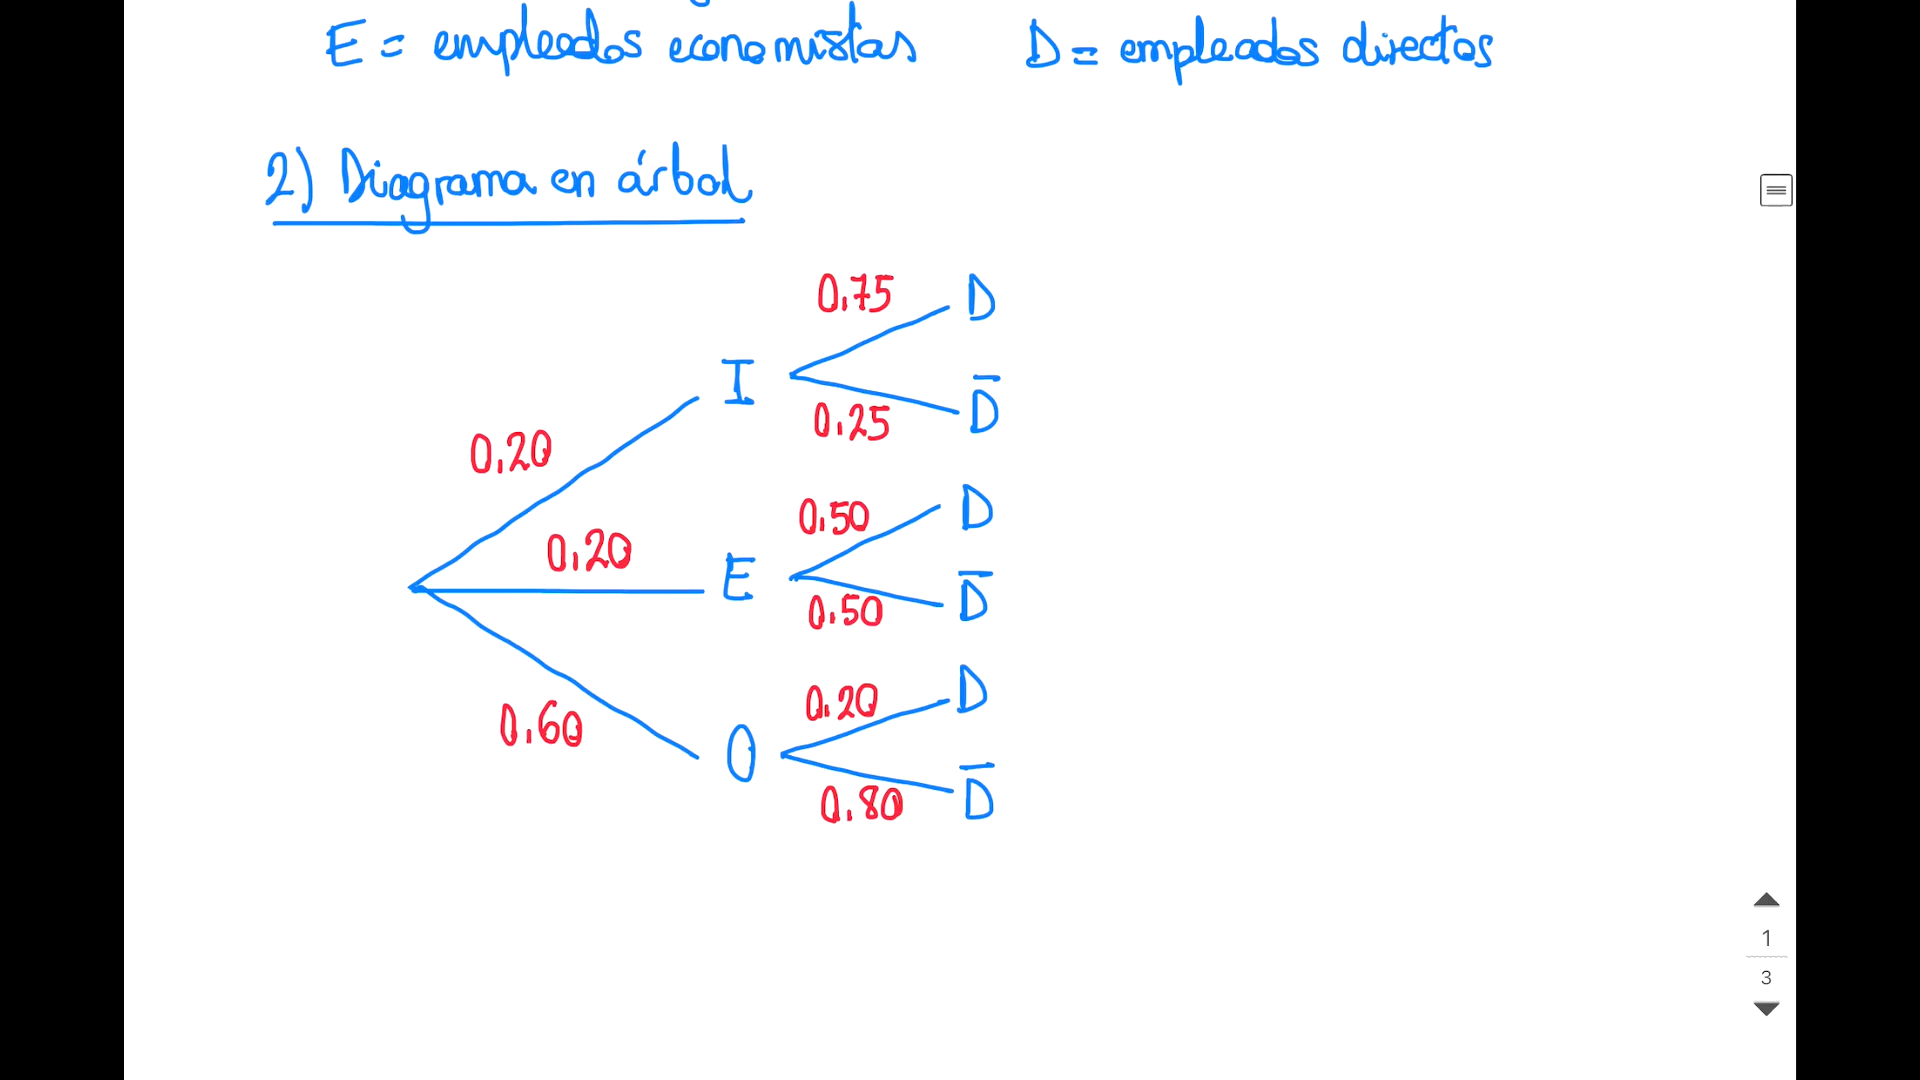 E = empleados economistas D = empleados directos
2) Diagrama en árbol
0.75 D
I
0.25 D̅
0.20
0.50 D
0.20 E
0.50 D̅
0.20 D
0.60
O
0.80 D̅
1
3